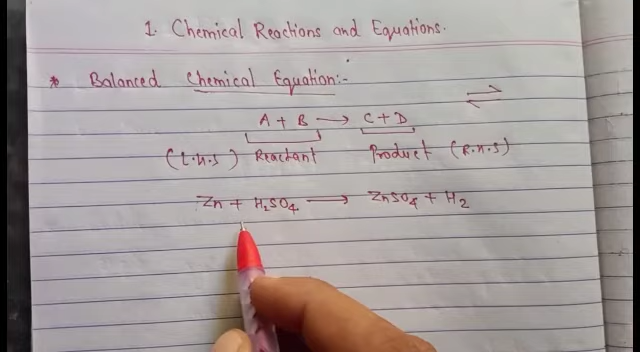 1. Chemical Reactions and Equations.
* Balanced Chemical Equation:-
A + B → C + D ⇌
(L.H.S) Reactant Product (R.H.S)
Zn + H₂SO₄ → ZnSO₄ + H₂